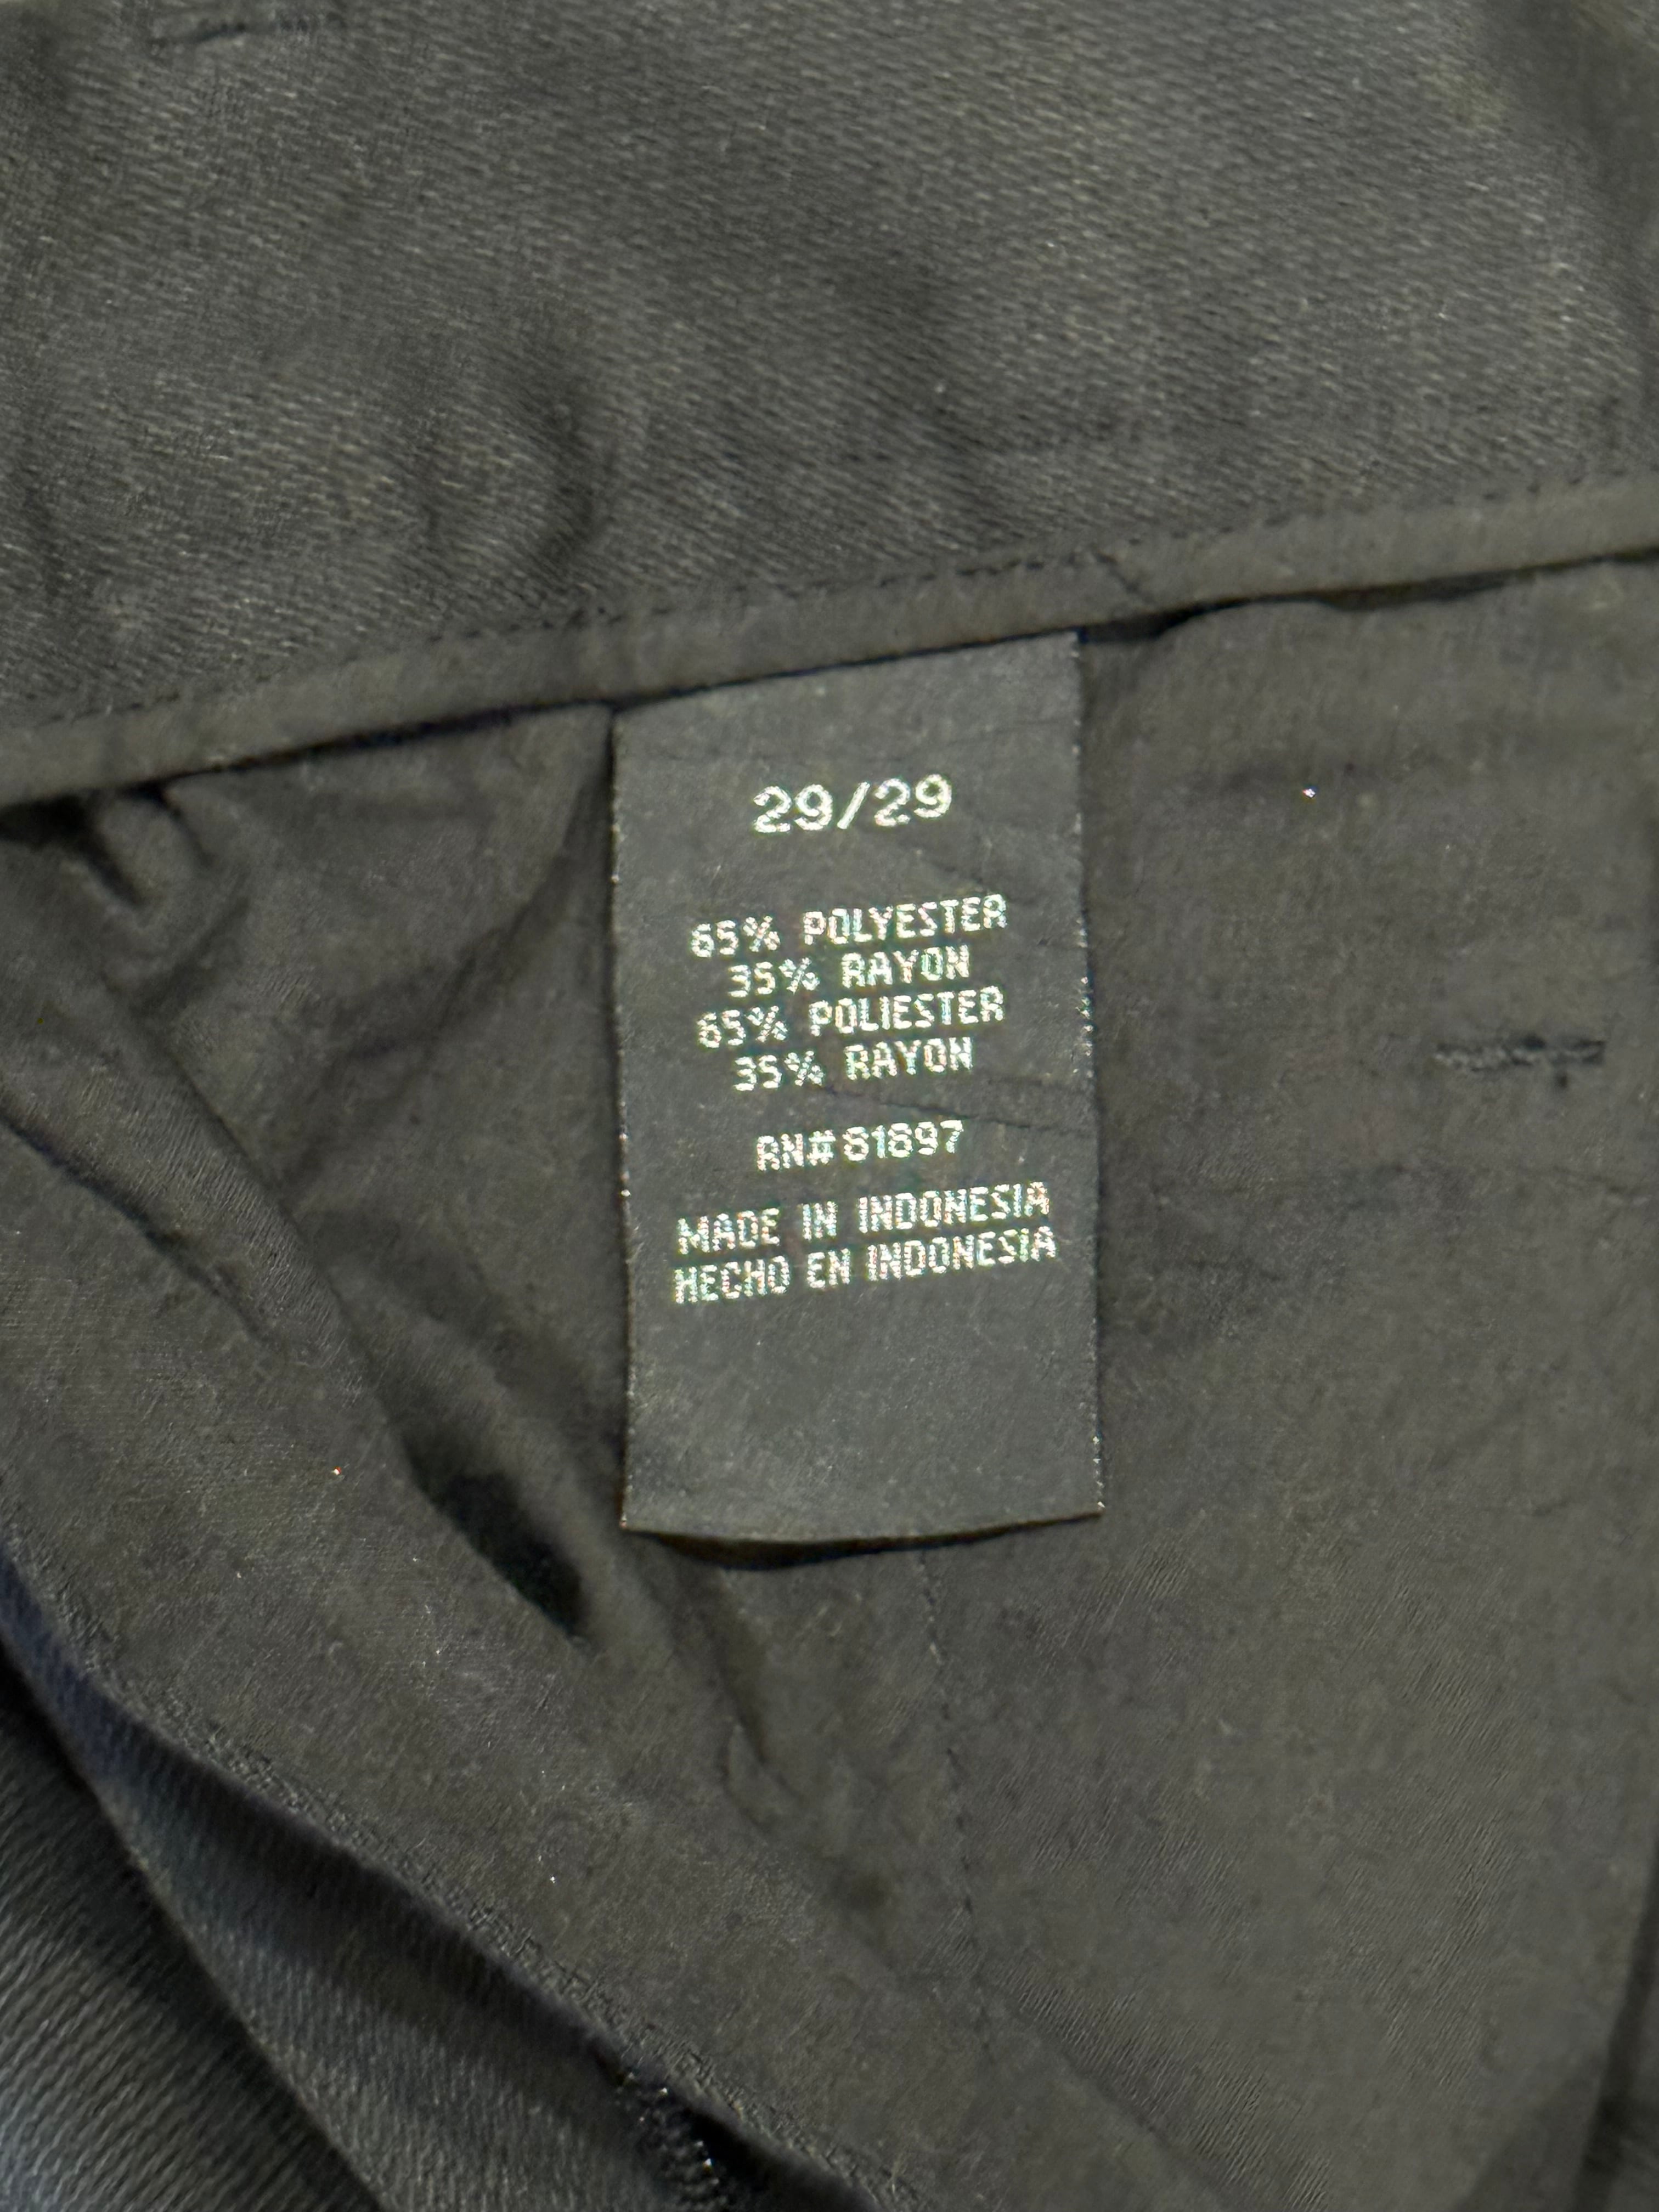 29/29
65% POLYESTER
35% RAYON
65% POLIESTER
35% RAYON
RN# 81897
MADE IN INDONESIA
HECHO EN INDONESIA